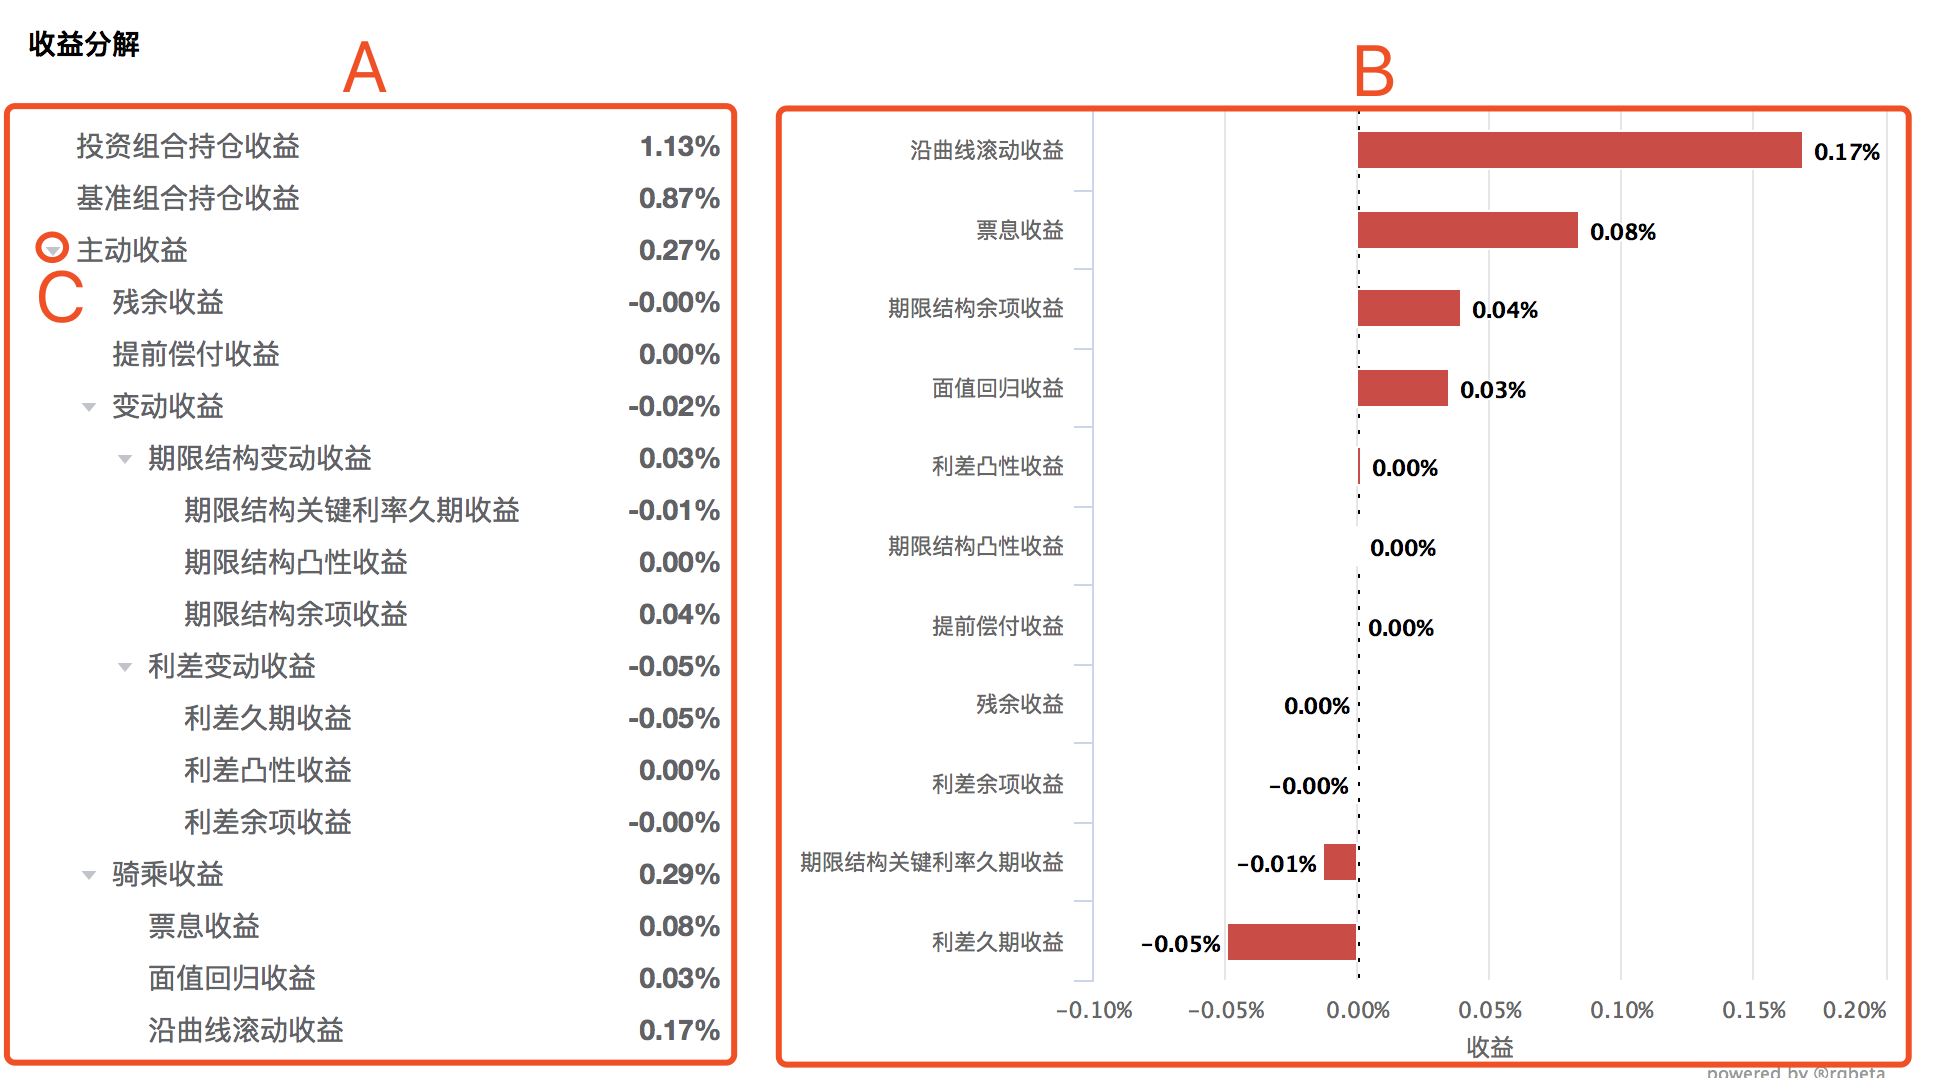 收益分解
A
投资组合持仓收益 1.13%
基准组合持仓收益 0.87%
主动收益 0.27%
C
残余收益 -0.00%
提前偿付收益 0.00%
变动收益 -0.02%
期限结构变动收益 0.03%
期限结构关键利率久期收益 -0.01%
期限结构凸性收益 0.00%
期限结构余项收益 0.04%
利差变动收益 -0.05%
利差久期收益 -0.05%
利差凸性收益 0.00%
利差余项收益 -0.00%
骑乘收益 0.29%
票息收益 0.08%
面值回归收益 0.03%
沿曲线滚动收益 0.17%
B
沿曲线滚动收益 0.17%
票息收益 0.08%
期限结构余项收益 0.04%
面值回归收益 0.03%
利差凸性收益 0.00%
期限结构凸性收益 0.00%
提前偿付收益 0.00%
残余收益 0.00%
利差余项收益 -0.00%
期限结构关键利率久期收益 -0.01%
利差久期收益 -0.05%
-0.10% -0.05% 0.00% 0.05% 0.10% 0.15% 0.20%
收益
powered by ®rqbeta